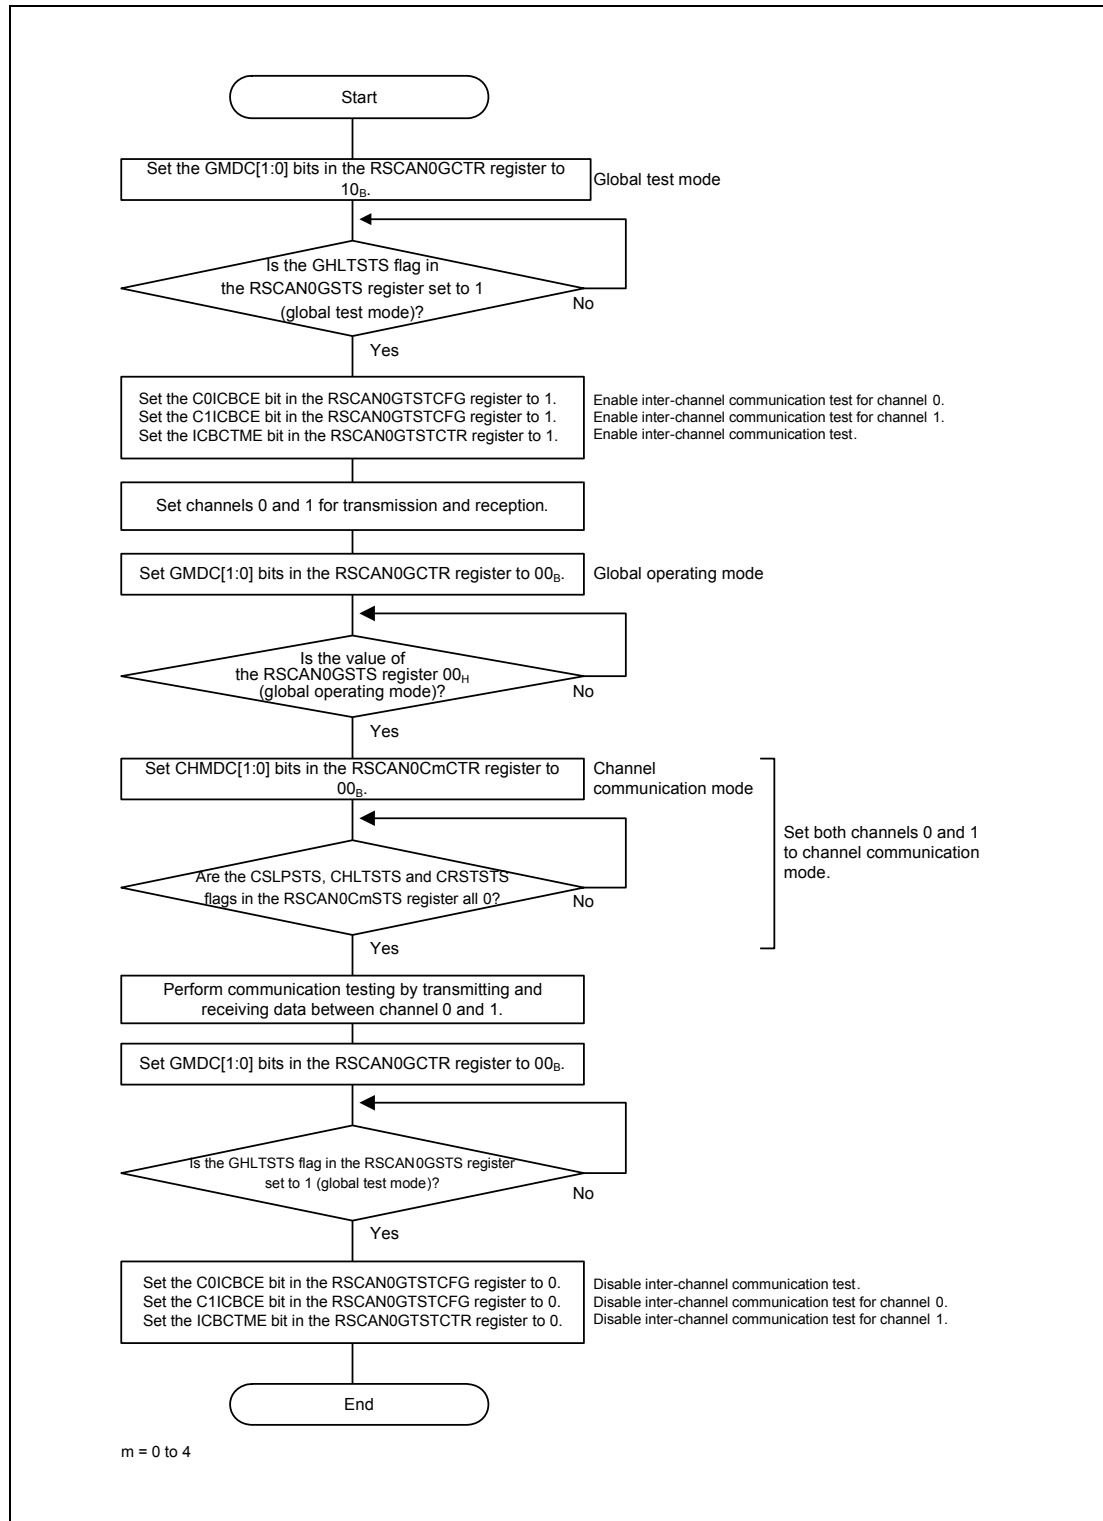 Start
Set the GMDC[1:0] bits in the RSCAN0GCTR register to
10B.
Global test mode
Is the GHLTSTS flag in
the RSCAN0GSTS register set to 1
(global test mode)?
No
Yes
Set the C0ICBCE bit in the RSCAN0GTSTCFG register to 1.
Set the C1ICBCE bit in the RSCAN0GTSTCFG register to 1.
Set the ICBCTME bit in the RSCAN0GTSTCTR register to 1.
Enable inter-channel communication test for channel 0.
Enable inter-channel communication test for channel 1.
Enable inter-channel communication test.
Set channels 0 and 1 for transmission and reception.
Set GMDC[1:0] bits in the RSCAN0GCTR register to 00B.
Global operating mode
Is the value of
the RSCAN0GSTS register 00H
(global operating mode)?
No
Yes
Set CHMDC[1:0] bits in the RSCAN0CmCTR register to
00B.
Channel
communication mode
Are the CSLPSTS, CHLTSTS and CRSTSTS
flags in the RSCAN0CmSTS register all 0?
No
Yes
Set both channels 0 and 1
to channel communication
mode.
Perform communication testing by transmitting and
receiving data between channel 0 and 1.
Set GMDC[1:0] bits in the RSCAN0GCTR register to 00B.
Is the GHLTSTS flag in the RSCAN0GSTS register
set to 1 (global test mode)?
No
Yes
Set the C0ICBCE bit in the RSCAN0GTSTCFG register to 0.
Set the C1ICBCE bit in the RSCAN0GTSTCFG register to 0.
Set the ICBCTME bit in the RSCAN0GTSTCTR register to 0.
Disable inter-channel communication test.
Disable inter-channel communication test for channel 0.
Disable inter-channel communication test for channel 1.
End
m = 0 to 4